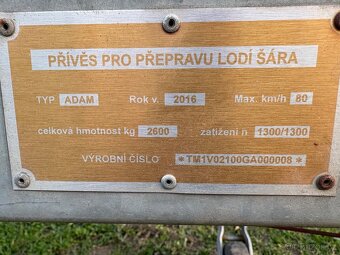 PŘÍVĚS PRO PŘEPRAVU LODÍ ŠÁRA
TYP ADAM Rok v. 2016 Max. km/h 80
celková hmotnost kg 2600 zatížení n 1300/1300
VÝROBNÍ ČÍSLO *TM1V02100GA000008*